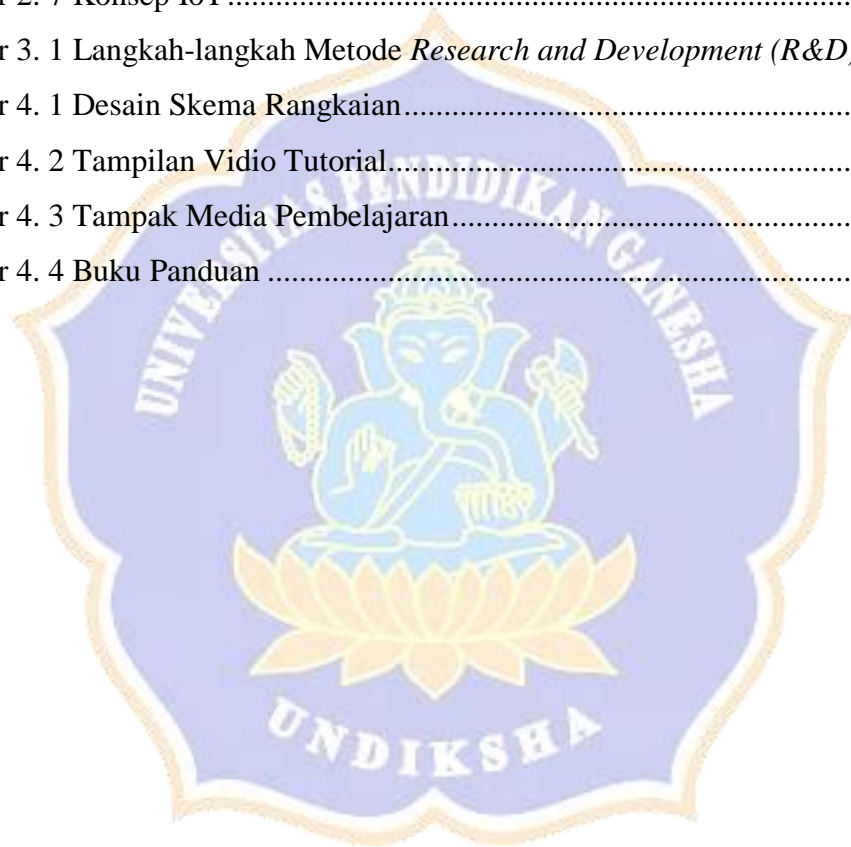 r 2. 7 Konsep IoT...........................................................................
r 3. 1 Langkah-langkah Metode Research and Development (R&D)
r 4. 1 Desain Skema Rangkaian........................................................
r 4. 2 Tampilan Vidio Tutorial..........................................................
r 4. 3 Tampak Media Pembelajaran..................................................
r 4. 4 Buku Panduan .........................................................................
UNIVERSITAS PENDIDIKAN GANESHA
UNDIKSHA